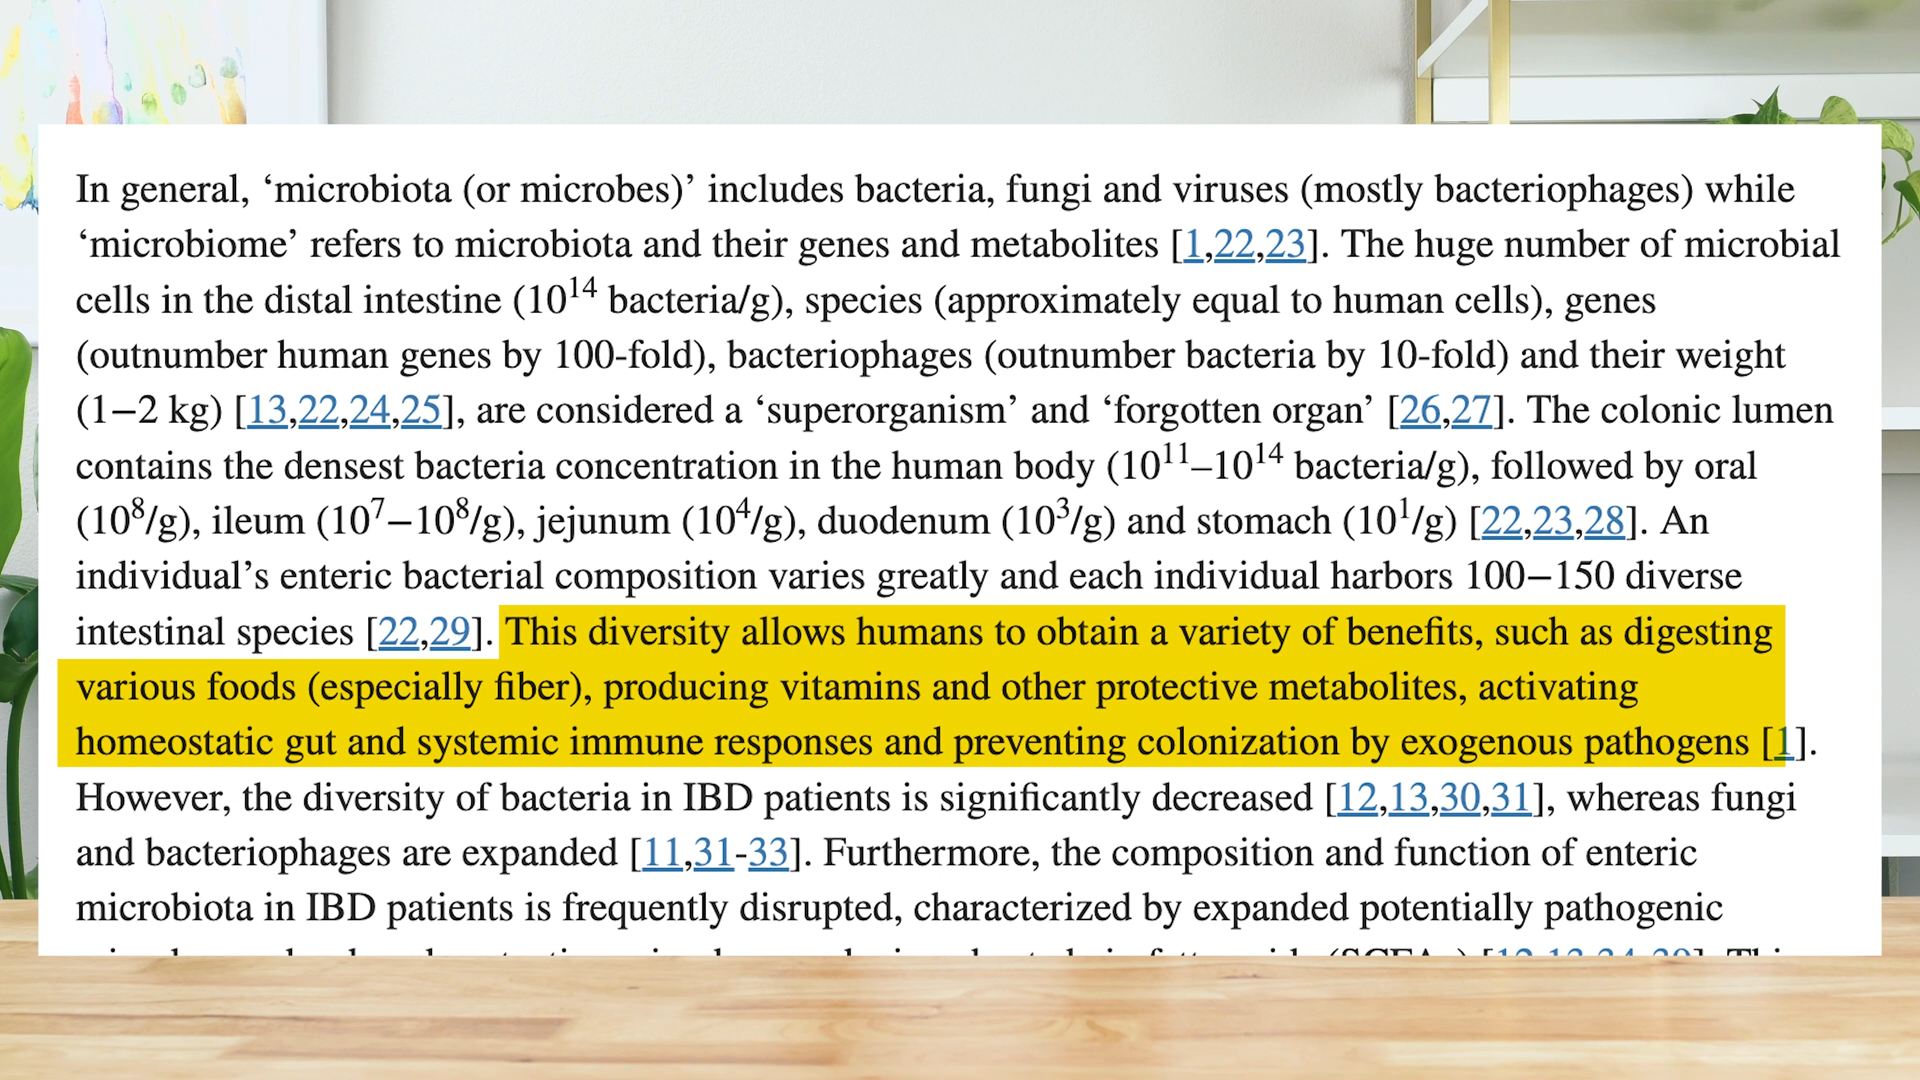 In general, ‘microbiota (or microbes)’ includes bacteria, fungi and viruses (mostly bacteriophages) while
‘microbiome’ refers to microbiota and their genes and metabolites [1,22,23]. The huge number of microbial
cells in the distal intestine (10¹⁴ bacteria/g), species (approximately equal to human cells), genes
(outnumber human genes by 100-fold), bacteriophages (outnumber bacteria by 10-fold) and their weight
(1–2 kg) [13,22,24,25], are considered a ‘superorganism’ and ‘forgotten organ’ [26,27]. The colonic lumen
contains the densest bacteria concentration in the human body (10¹¹–10¹⁴ bacteria/g), followed by oral
(10⁸/g), ileum (10⁷–10⁸/g), jejunum (10⁴/g), duodenum (10³/g) and stomach (10¹/g) [22,23,28]. An
individual’s enteric bacterial composition varies greatly and each individual harbors 100–150 diverse
intestinal species [22,29]. This diversity allows humans to obtain a variety of benefits, such as digesting
various foods (especially fiber), producing vitamins and other protective metabolites, activating
homeostatic gut and systemic immune responses and preventing colonization by exogenous pathogens [1].
However, the diversity of bacteria in IBD patients is significantly decreased [12,13,30,31], whereas fungi
and bacteriophages are expanded [11,31-33]. Furthermore, the composition and function of enteric
microbiota in IBD patients is frequently disrupted, characterized by expanded potentially pathogenic